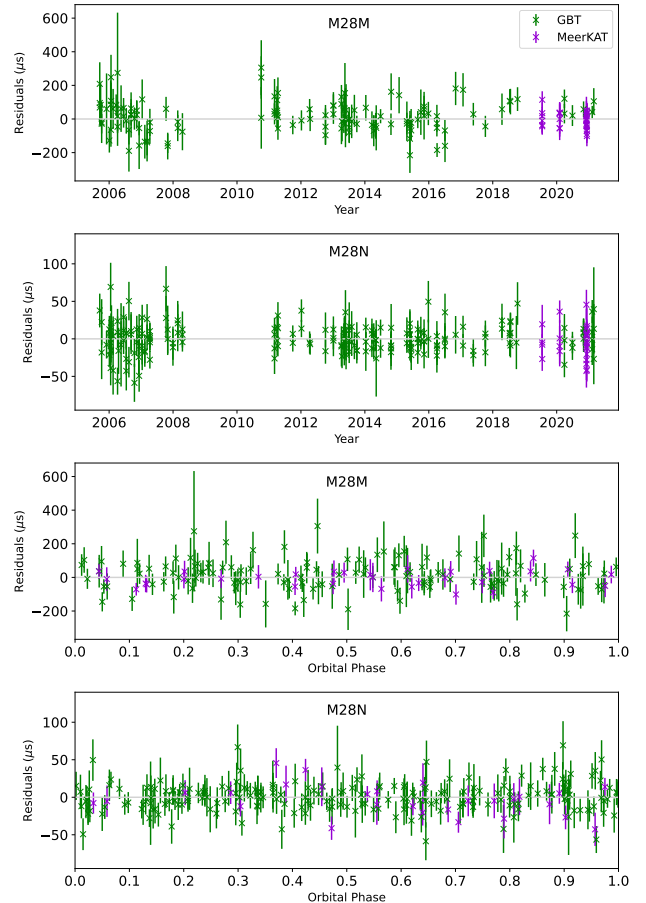 M28M
GBT
MeerKAT
600
400
200
0
−200
Residuals (μs)
2006 2008 2010 2012 2014 2016 2018 2020
Year
M28N
100
50
0
−50
Residuals (μs)
2006 2008 2010 2012 2014 2016 2018 2020
Year
M28M
600
400
200
0
−200
Residuals (μs)
0.0 0.1 0.2 0.3 0.4 0.5 0.6 0.7 0.8 0.9 1.0
Orbital Phase
M28N
100
50
0
−50
Residuals (μs)
0.0 0.1 0.2 0.3 0.4 0.5 0.6 0.7 0.8 0.9 1.0
Orbital Phase